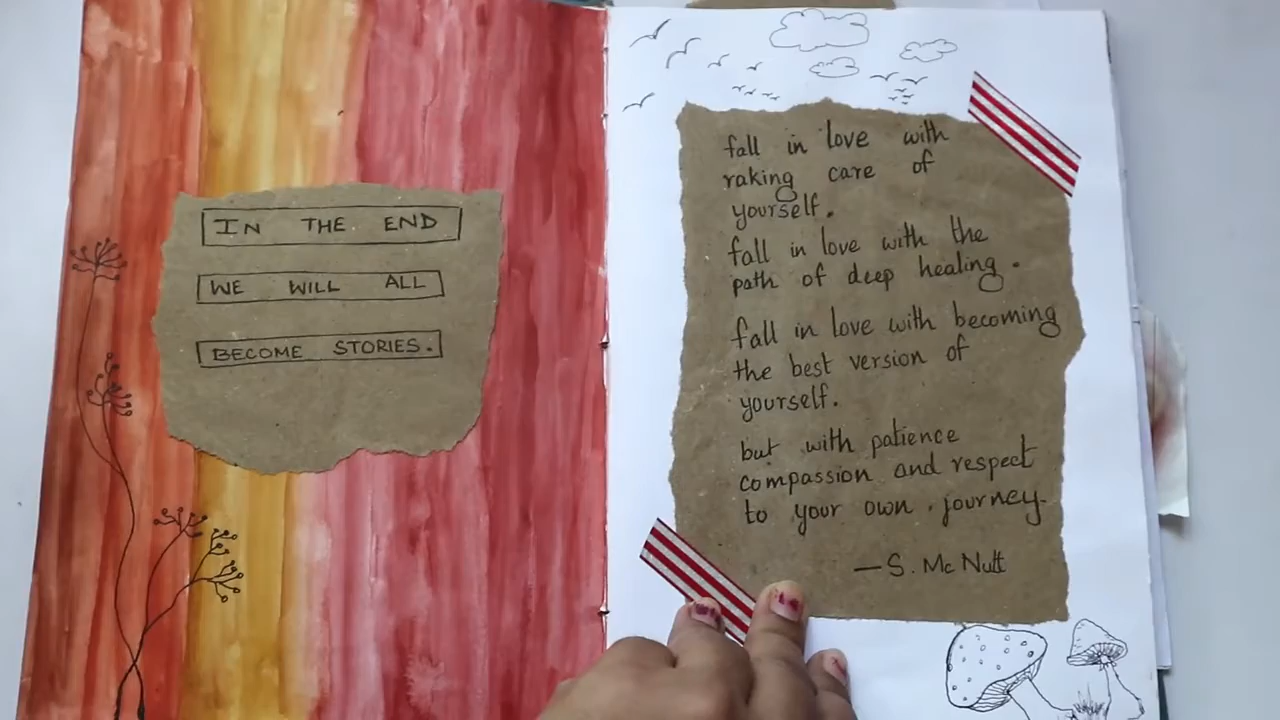 IN THE END
WE WILL ALL
BECOME STORIES.
fall in love with
raking care of
yourself.
fall in love with the
path of deep healing.
fall in love with becoming
the best version of
yourself.
but with patience
compassion and respect
to your own journey.
—S. Mc Nutt